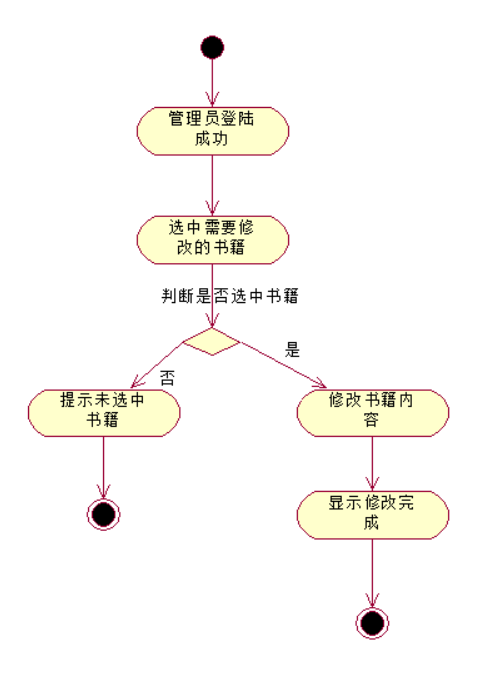 管理员登陆
成功
选中需要修
改的书籍
判断是否选中书籍
否
是
提示未选中
书籍
修改书籍内
容
显示修改完
成